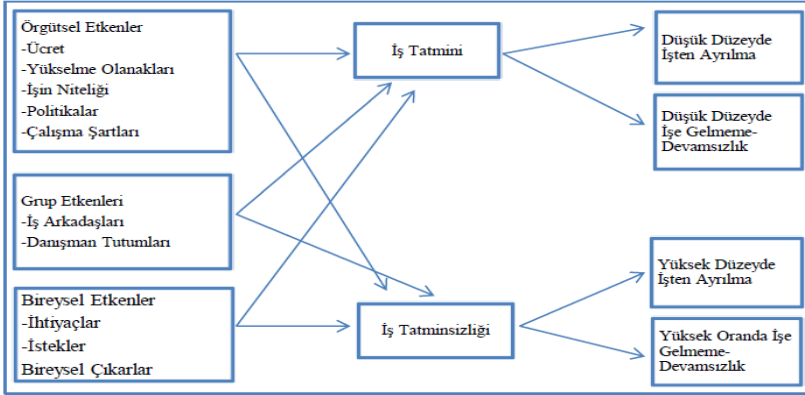 Örgütsel Etkenler
-Ücret
-Yükselme Olanakları
-İşin Niteliği
-Politikalar
-Çalışma Şartları
Grup Etkenleri
-İş Arkadaşları
-Danışman Tutumları
Bireysel Etkenler
-İhtiyaçlar
-İstekler
Bireysel Çıkarlar
İş Tatmini
İş Tatminsizliği
Düşük Düzeyde
İşten Ayrılma
Düşük Düzeyde
İşe Gelmeme-
Devamsızlık
Yüksek Düzeyde
İşten Ayrılma
Yüksek Oranda İşe
Gelmeme-
Devamsızlık